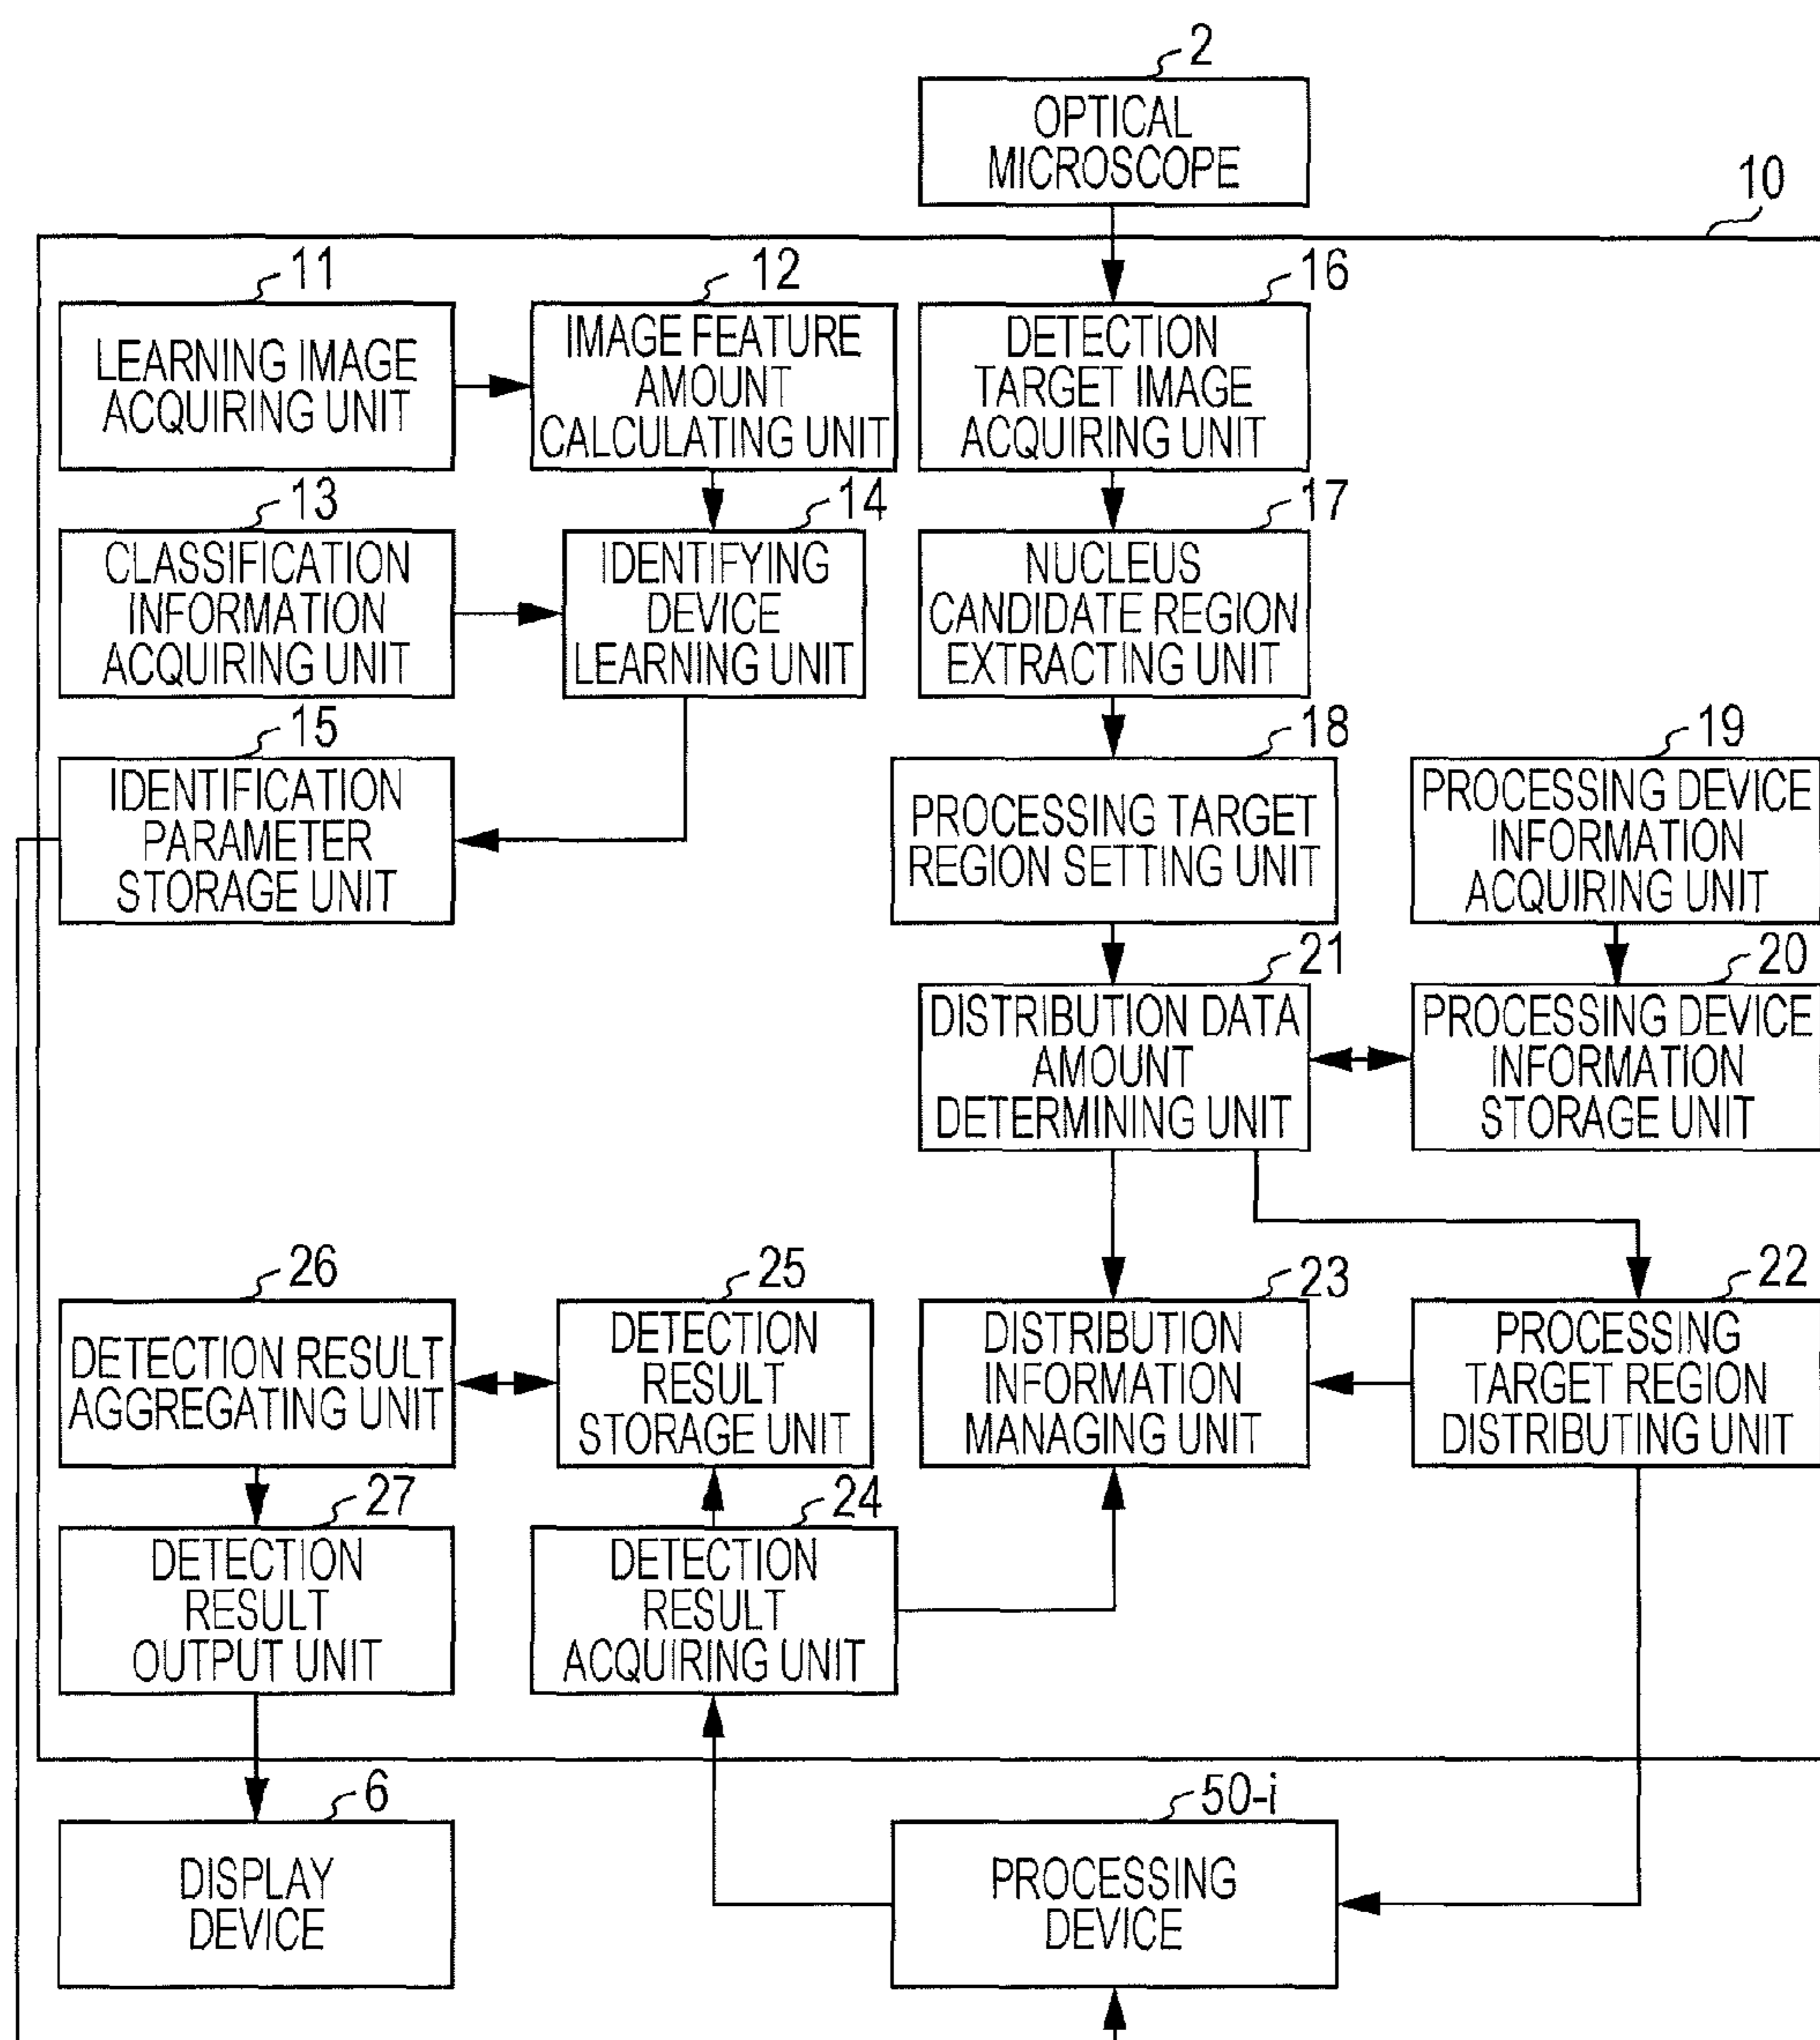 2
OPTICAL
MICROSCOPE
10
11
LEARNING IMAGE
ACQUIRING UNIT
12
IMAGE FEATURE
AMOUNT
CALCULATING UNIT
16
DETECTION
TARGET IMAGE
ACQUIRING UNIT
13
CLASSIFICATION
INFORMATION
ACQUIRING UNIT
14
IDENTIFYING
DEVICE
LEARNING UNIT
17
NUCLEUS
CANDIDATE REGION
EXTRACTING UNIT
15
IDENTIFICATION
PARAMETER
STORAGE UNIT
18
PROCESSING TARGET
REGION SETTING UNIT
19
PROCESSING DEVICE
INFORMATION
ACQUIRING UNIT
21
DISTRIBUTION DATA
AMOUNT
DETERMINING UNIT
20
PROCESSING DEVICE
INFORMATION
STORAGE UNIT
26
DETECTION RESULT
AGGREGATING UNIT
25
DETECTION
RESULT
STORAGE UNIT
23
DISTRIBUTION
INFORMATION
MANAGING UNIT
22
PROCESSING
TARGET REGION
DISTRIBUTING UNIT
27
DETECTION
RESULT
OUTPUT UNIT
24
DETECTION
RESULT
ACQUIRING UNIT
6
DISPLAY
DEVICE
50-i
PROCESSING
DEVICE